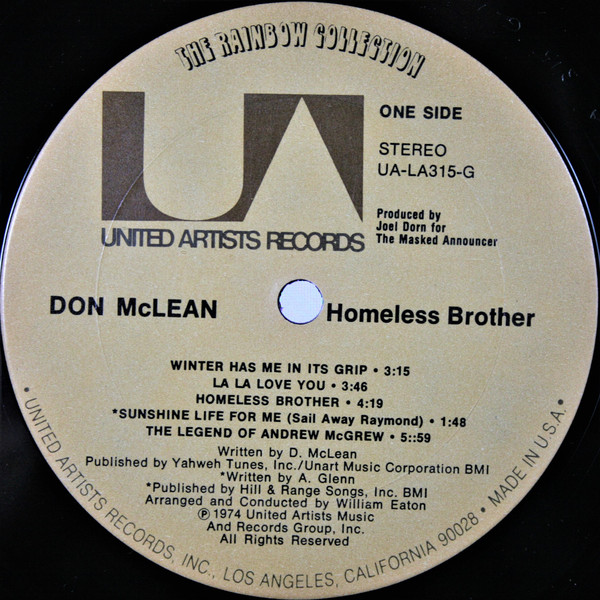 THE RAINBOW COLLECTION
UA
UNITED ARTISTS RECORDS
ONE SIDE
STEREO
UA-LA315-G
Produced by
Joel Dorn for
The Masked Announcer
DON McLEAN
Homeless Brother
WINTER HAS ME IN ITS GRIP • 3:15
LA LA LOVE YOU • 3:46
HOMELESS BROTHER • 4:19
*SUNSHINE LIFE FOR ME (Sail Away Raymond) • 1:48
THE LEGEND OF ANDREW McGREW • 5::59
Written by D. McLean
Published by Yahweh Tunes, Inc./Unart Music Corporation BMI
*Written by A. Glenn
*Published by Hill & Range Songs, Inc. BMI
Arranged and Conducted by William Eaton
℗ 1974 United Artists Music
And Records Group, Inc.
All Rights Reserved
• UNITED ARTISTS RECORDS, INC., LOS ANGELES, CALIFORNIA 90028 • MADE IN U.S.A. •